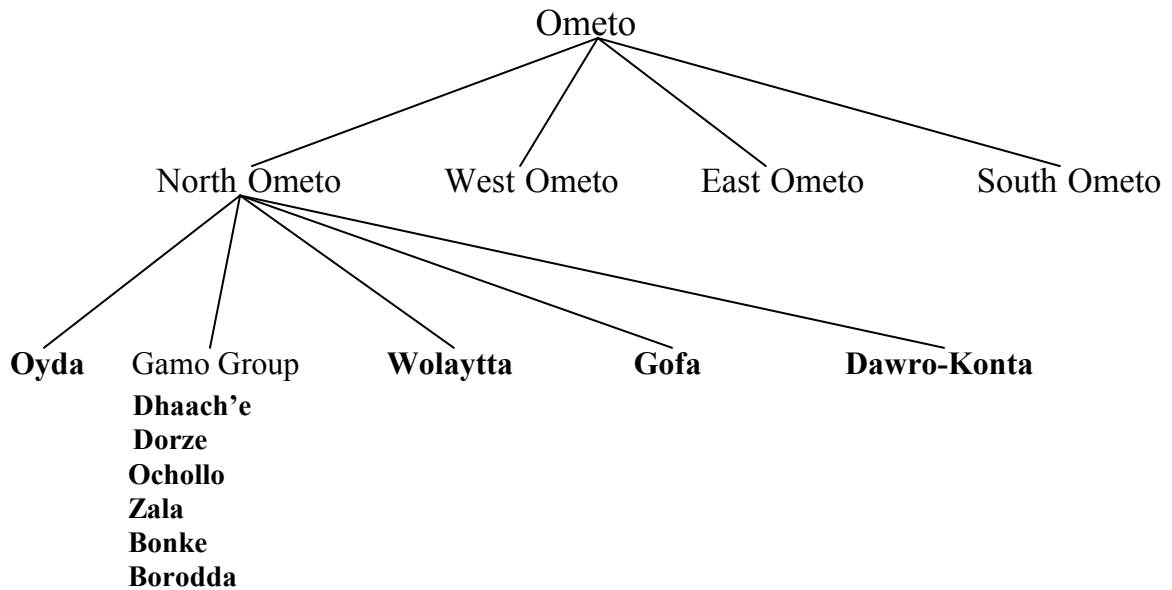 Ometo
North Ometo West Ometo East Ometo South Ometo
Oyda Gamo Group Wolaytta Gofa Dawro-Konta
Dhaach’e
Dorze
Ochollo
Zala
Bonke
Borodda